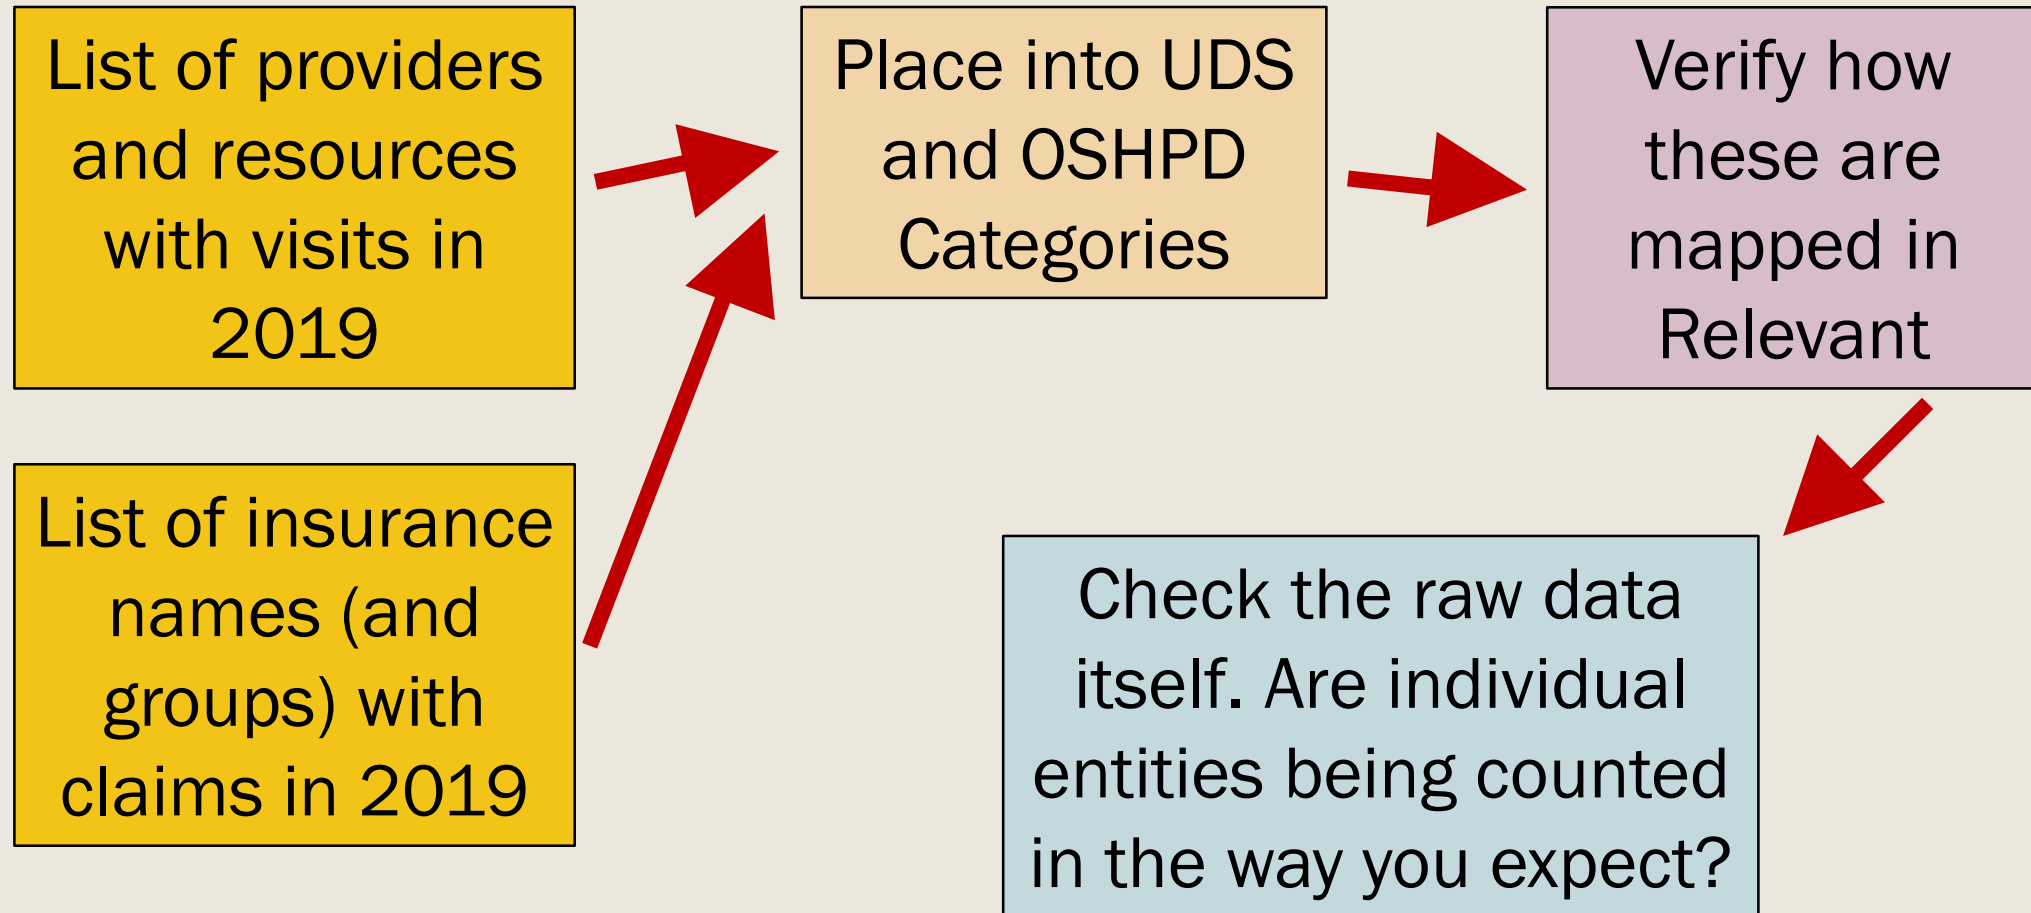 List of providers
and resources
with visits in
2019
List of insurance
names (and
groups) with
claims in 2019
Place into UDS
and OSHPD
Categories
Verify how
these are
mapped in
Relevant
Check the raw data
itself. Are individual
entities being counted
in the way you expect?